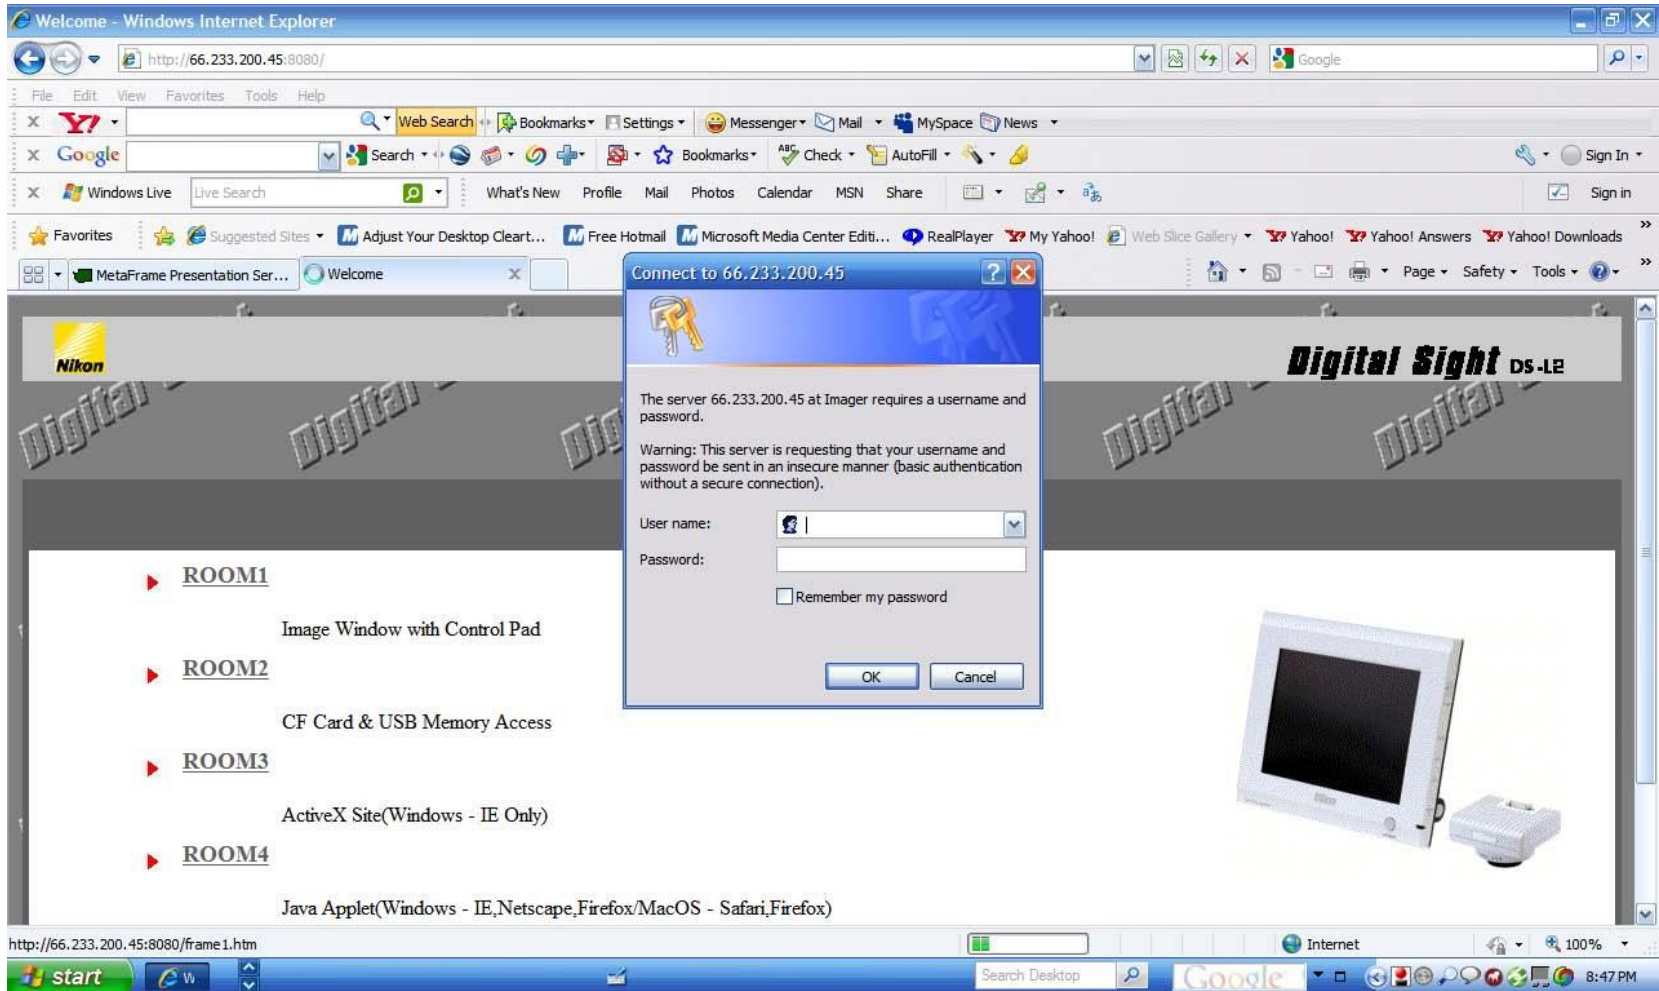 Welcome - Windows Internet Explorer
http://66.233.200.45:8080/
Google
File Edit View Favorites Tools Help
X Y! Web Search Bookmarks Settings Messenger Mail MySpace News
X Google Search Bookmarks ABC Check AutoFill Sign In
X Windows Live Live Search What's New Profile Mail Photos Calendar MSN Share Sign in
Favorites Suggested Sites Adjust Your Desktop Cleart... Free Hotmail Microsoft Media Center Editi... RealPlayer My Yahoo! Web Slice Gallery Yahoo! Yahoo! Answers Yahoo! Downloads »
MetaFrame Presentation Ser... Welcome X Page Safety Tools »
Connect to 66.233.200.45
Nikon
Digital Sight DS-L2
Digital Digital Digital Digital
The server 66.233.200.45 at Imager requires a username and
password.
Warning: This server is requesting that your username and
password be sent in an insecure manner (basic authentication
without a secure connection).
User name:
Password:
Remember my password
OK Cancel
ROOM1
Image Window with Control Pad
ROOM2
CF Card & USB Memory Access
ROOM3
ActiveX Site(Windows - IE Only)
ROOM4
Java Applet(Windows - IE,Netscape,Firefox/MacOS - Safari,Firefox)
http://66.233.200.45:8080/frame1.htm
Internet 100%
start W Search Desktop Google 8:47 PM